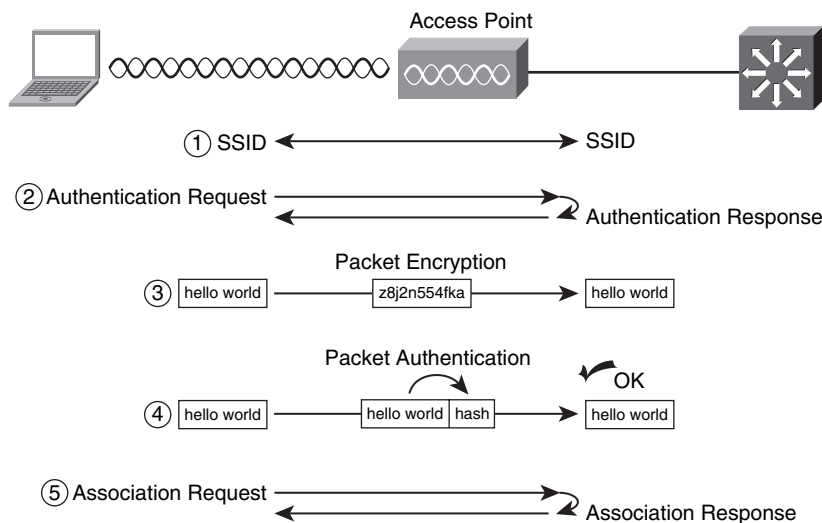 Access Point
① SSID SSID
② Authentication Request
Authentication Response
Packet Encryption
③ hello world z8j2n554fka hello world
Packet Authentication
OK
④ hello world hello world hash hello world
⑤ Association Request
Association Response